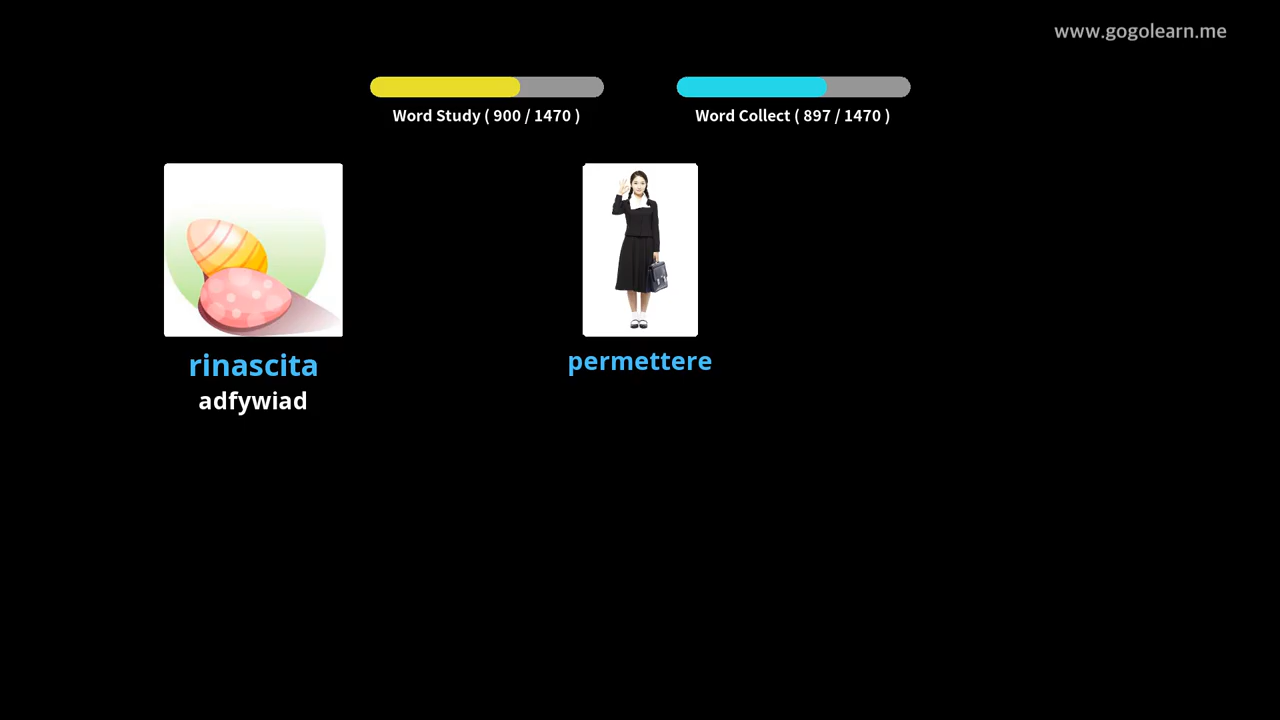 www.gogolearn.me
Word Study ( 900 / 1470 )
Word Collect ( 897 / 1470 )
rinascita
adfywiad
permettere